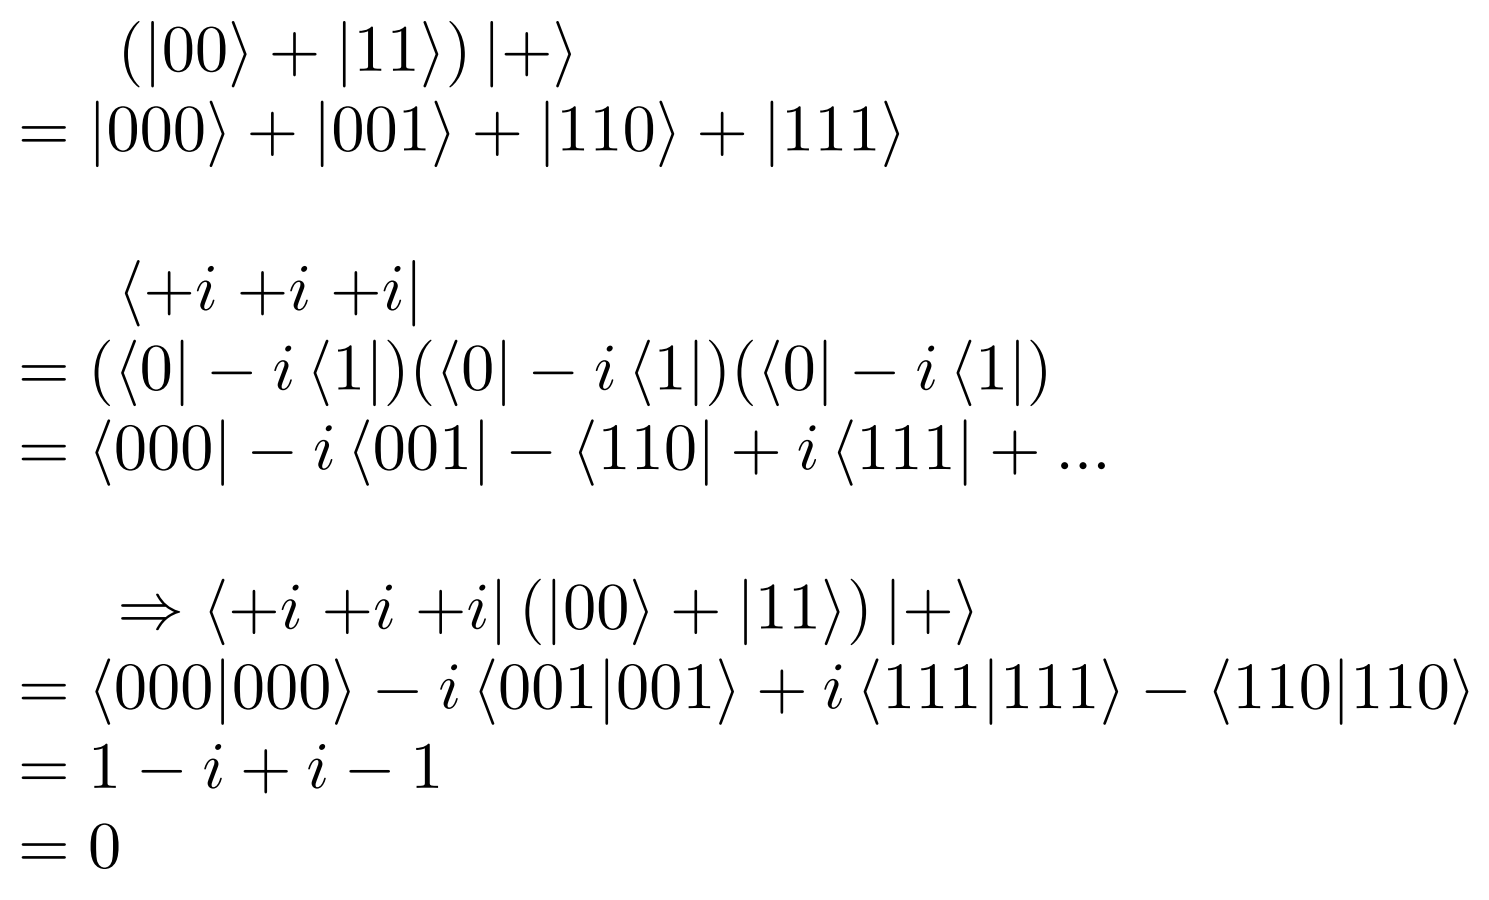 (|00⟩ + |11⟩) |+⟩
= |000⟩ + |001⟩ + |110⟩ + |111⟩
⟨+i +i +i|
= (⟨0| − i ⟨1|)(⟨0| − i ⟨1|)(⟨0| − i ⟨1|)
= ⟨000| − i ⟨001| − ⟨110| + i ⟨111| + ...
⇒ ⟨+i +i +i| (|00⟩ + |11⟩) |+⟩
= ⟨000|000⟩ − i ⟨001|001⟩ + i ⟨111|111⟩ − ⟨110|110⟩
= 1 − i + i − 1
= 0